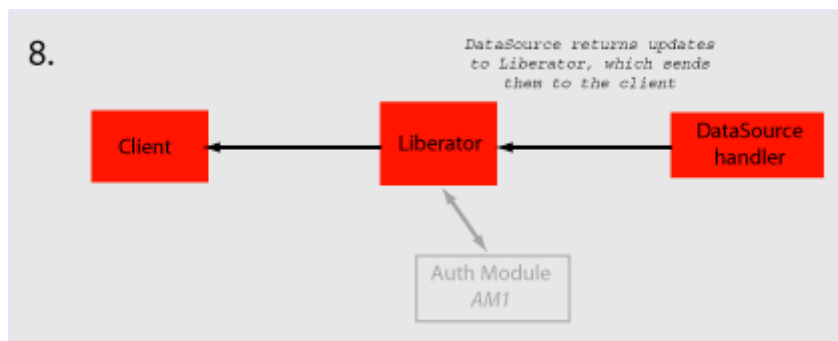 8.
DataSource returns updates
to Liberator, which sends
them to the client
Client
Liberator
DataSource
handler
Auth Module
AM1